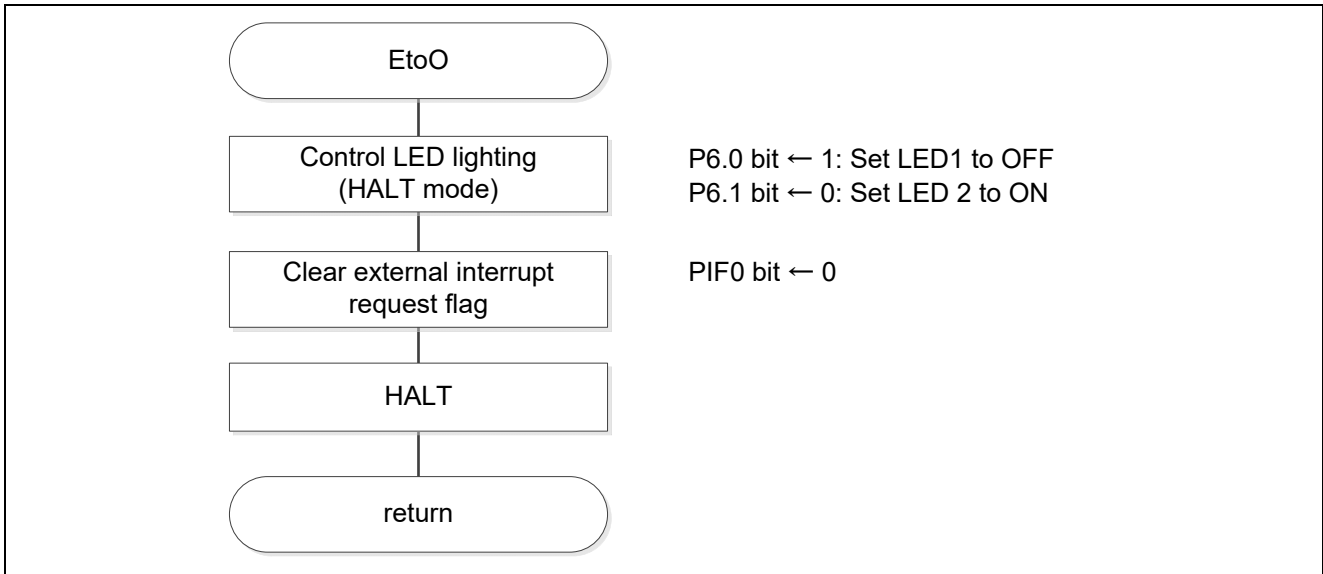 EtoO
Control LED lighting
(HALT mode)
P6.0 bit ← 1: Set LED1 to OFF
P6.1 bit ← 0: Set LED 2 to ON
Clear external interrupt
request flag
PIF0 bit ← 0
HALT
return